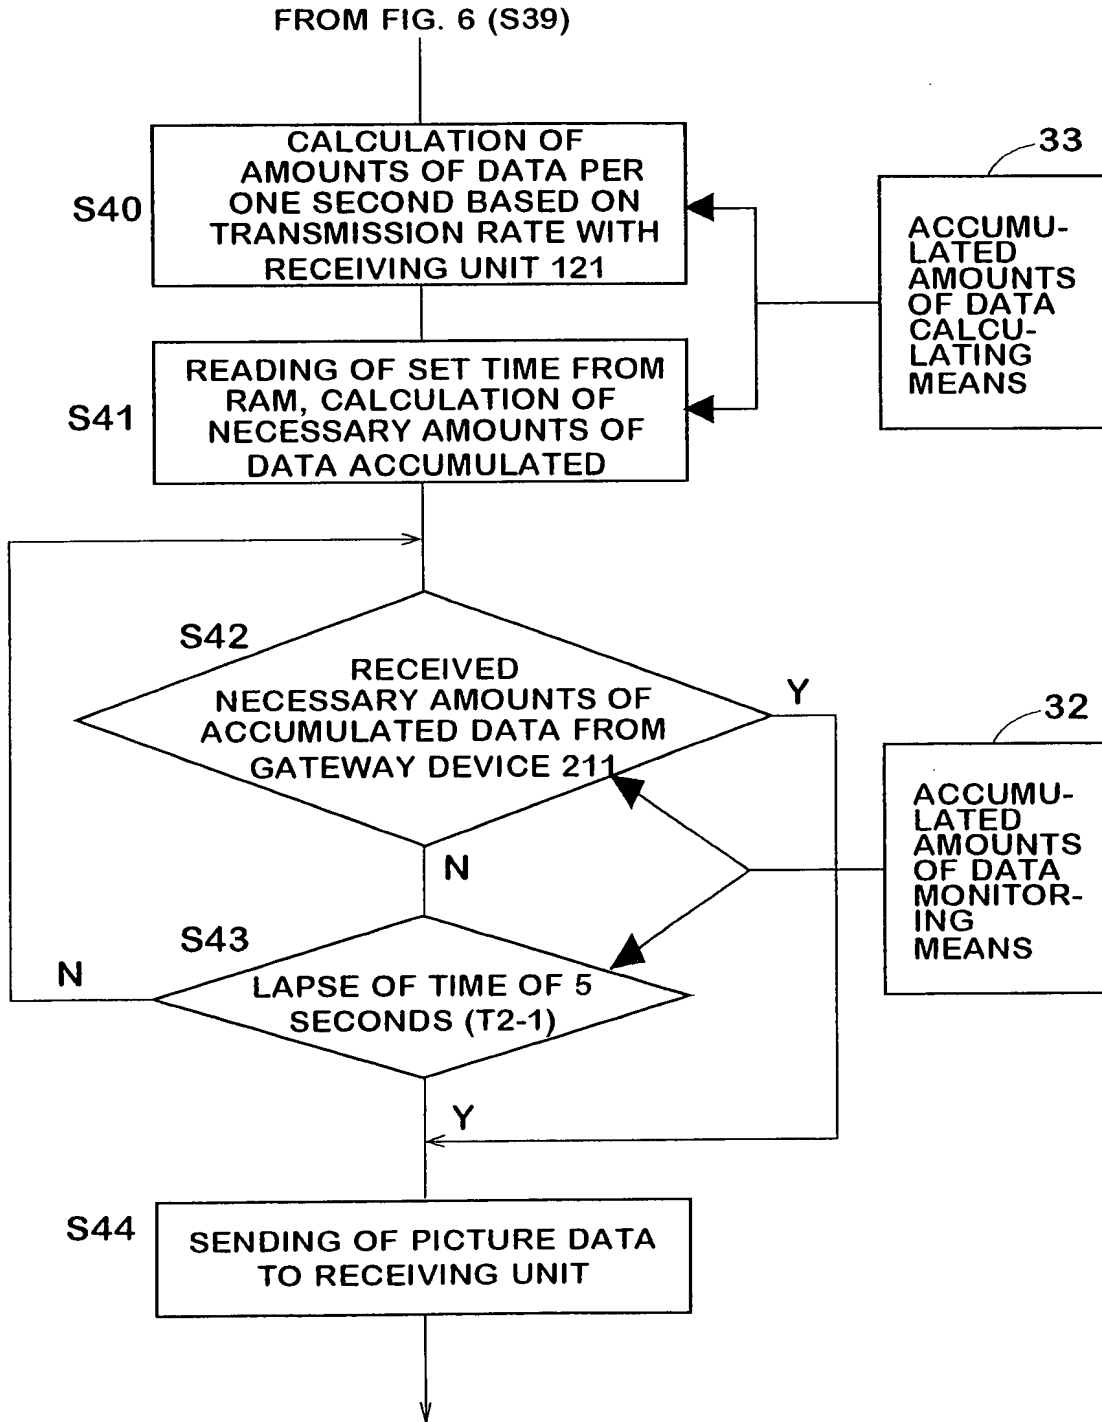 FROM FIG. 6 (S39)
S40
CALCULATION OF
AMOUNTS OF DATA PER
ONE SECOND BASED ON
TRANSMISSION RATE WITH
RECEIVING UNIT 121
33
ACCUMU-
LATED
AMOUNTS
OF DATA
CALCU-
LATING
MEANS
S41
READING OF SET TIME FROM
RAM, CALCULATION OF
NECESSARY AMOUNTS OF
DATA ACCUMULATED
S42
RECEIVED
NECESSARY AMOUNTS OF
ACCUMULATED DATA FROM
GATEWAY DEVICE 211
Y
N
32
ACCUMU-
LATED
AMOUNTS
OF DATA
MONITOR-
ING
MEANS
S43
N
LAPSE OF TIME OF 5
SECONDS (T2-1)
Y
S44
SENDING OF PICTURE DATA
TO RECEIVING UNIT